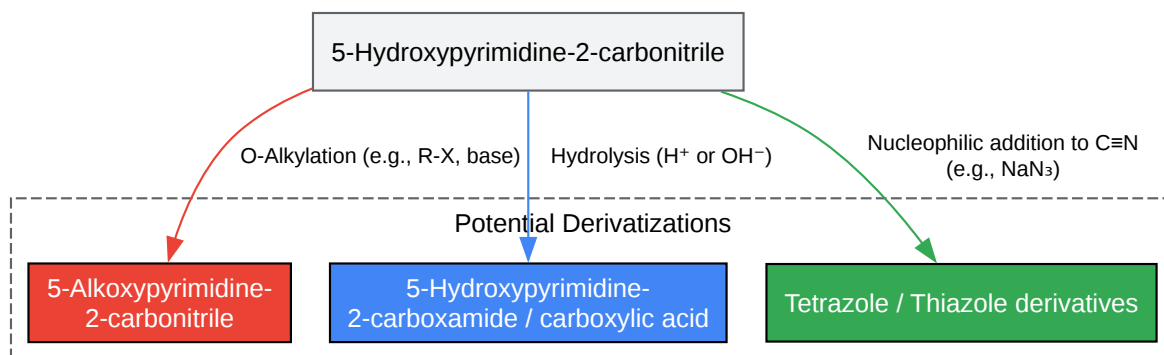 5-Hydroxypyrimidine-2-carbonitrile
O-Alkylation (e.g., R-X, base)
Hydrolysis (H⁺ or OH⁻)
Nucleophilic addition to C≡N
(e.g., NaN₃)
Potential Derivatizations
5-Alkoxypyrimidine-
2-carbonitrile
5-Hydroxypyrimidine-
2-carboxamide / carboxylic acid
Tetrazole / Thiazole derivatives